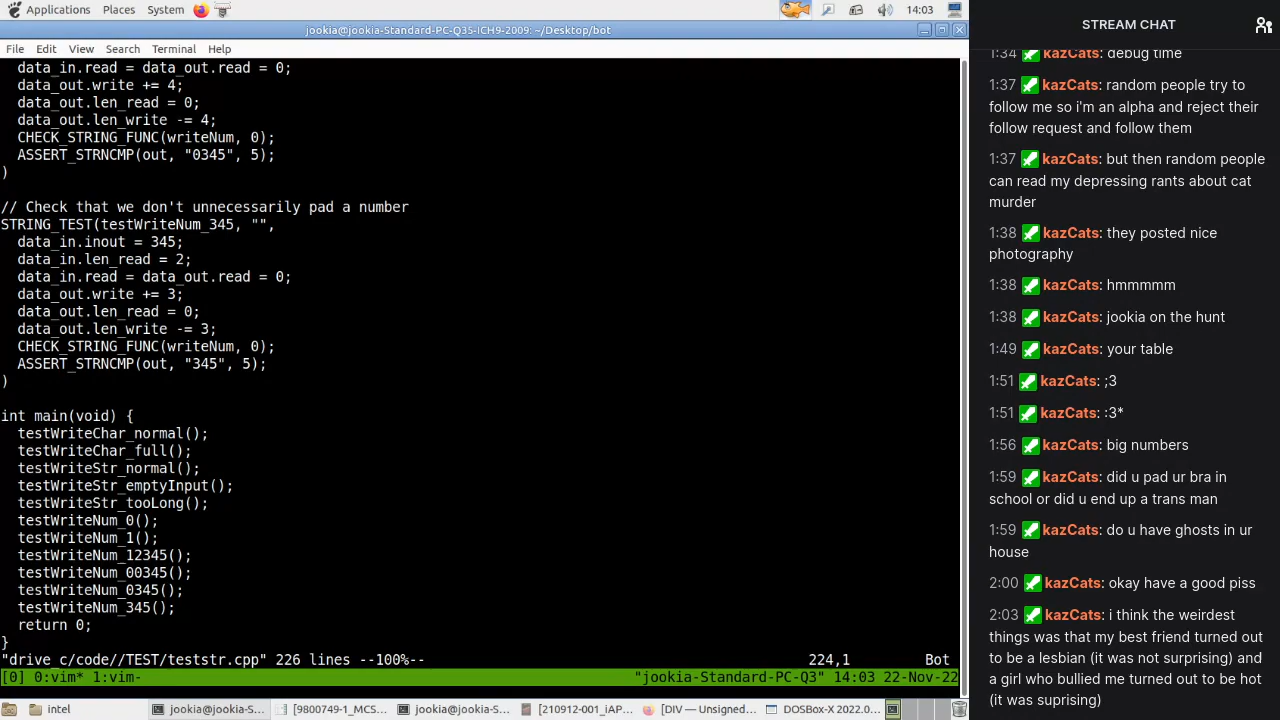 Applications Places System 14:03
jookia@jookia-Standard-PC-Q35-ICH9-2009: ~/Desktop/bot
File Edit View Search Terminal Help
data_in.read = data_out.read = 0;
data_out.write += 4;
data_out.len_read = 0;
data_out.len_write -= 4;
CHECK_STRING_FUNC(writeNum, 0);
ASSERT_STRNCMP(out, "0345", 5);
)
// Check that we don't unnecessarily pad a number
STRING_TEST(testWriteNum_345, "",
data_in.inout = 345;
data_in.len_read = 2;
data_in.read = data_out.read = 0;
data_out.write += 3;
data_out.len_read = 0;
data_out.len_write -= 3;
CHECK_STRING_FUNC(writeNum, 0);
ASSERT_STRNCMP(out, "345", 5);
)
int main(void) {
testWriteChar_normal();
testWriteChar_full();
testWriteStr_normal();
testWriteStr_emptyInput();
testWriteStr_tooLong();
testWriteNum_0();
testWriteNum_1();
testWriteNum_12345();
testWriteNum_00345();
testWriteNum_0345();
testWriteNum_345();
return 0;
}
"drive_c/code//TEST/teststr.cpp" 226 lines --100%-- 224,1 Bot
[0] 0:vim* 1:vim- "jookia-Standard-PC-Q3" 14:03 22-Nov-22
intel jookia@jookia-S... [9800749-1_MCS... jookia@jookia-S... [210912-001_iAP... [DIV — Unsigned... DOSBox-X 2022.0...
STREAM CHAT
1:34 kazCats: debug time
1:37 kazCats: random people try to
follow me so i'm an alpha and reject their
follow request and follow them
1:37 kazCats: but then random people
can read my depressing rants about cat
murder
1:38 kazCats: they posted nice
photography
1:38 kazCats: hmmmmm
1:38 kazCats: jookia on the hunt
1:49 kazCats: your table
1:51 kazCats: ;3
1:51 kazCats: :3*
1:56 kazCats: big numbers
1:59 kazCats: did u pad ur bra in
school or did u end up a trans man
1:59 kazCats: do u have ghosts in ur
house
2:00 kazCats: okay have a good piss
2:03 kazCats: i think the weirdest
things was that my best friend turned out
to be a lesbian (it was not surprising) and
a girl who bullied me turned out to be hot
(it was suprising)